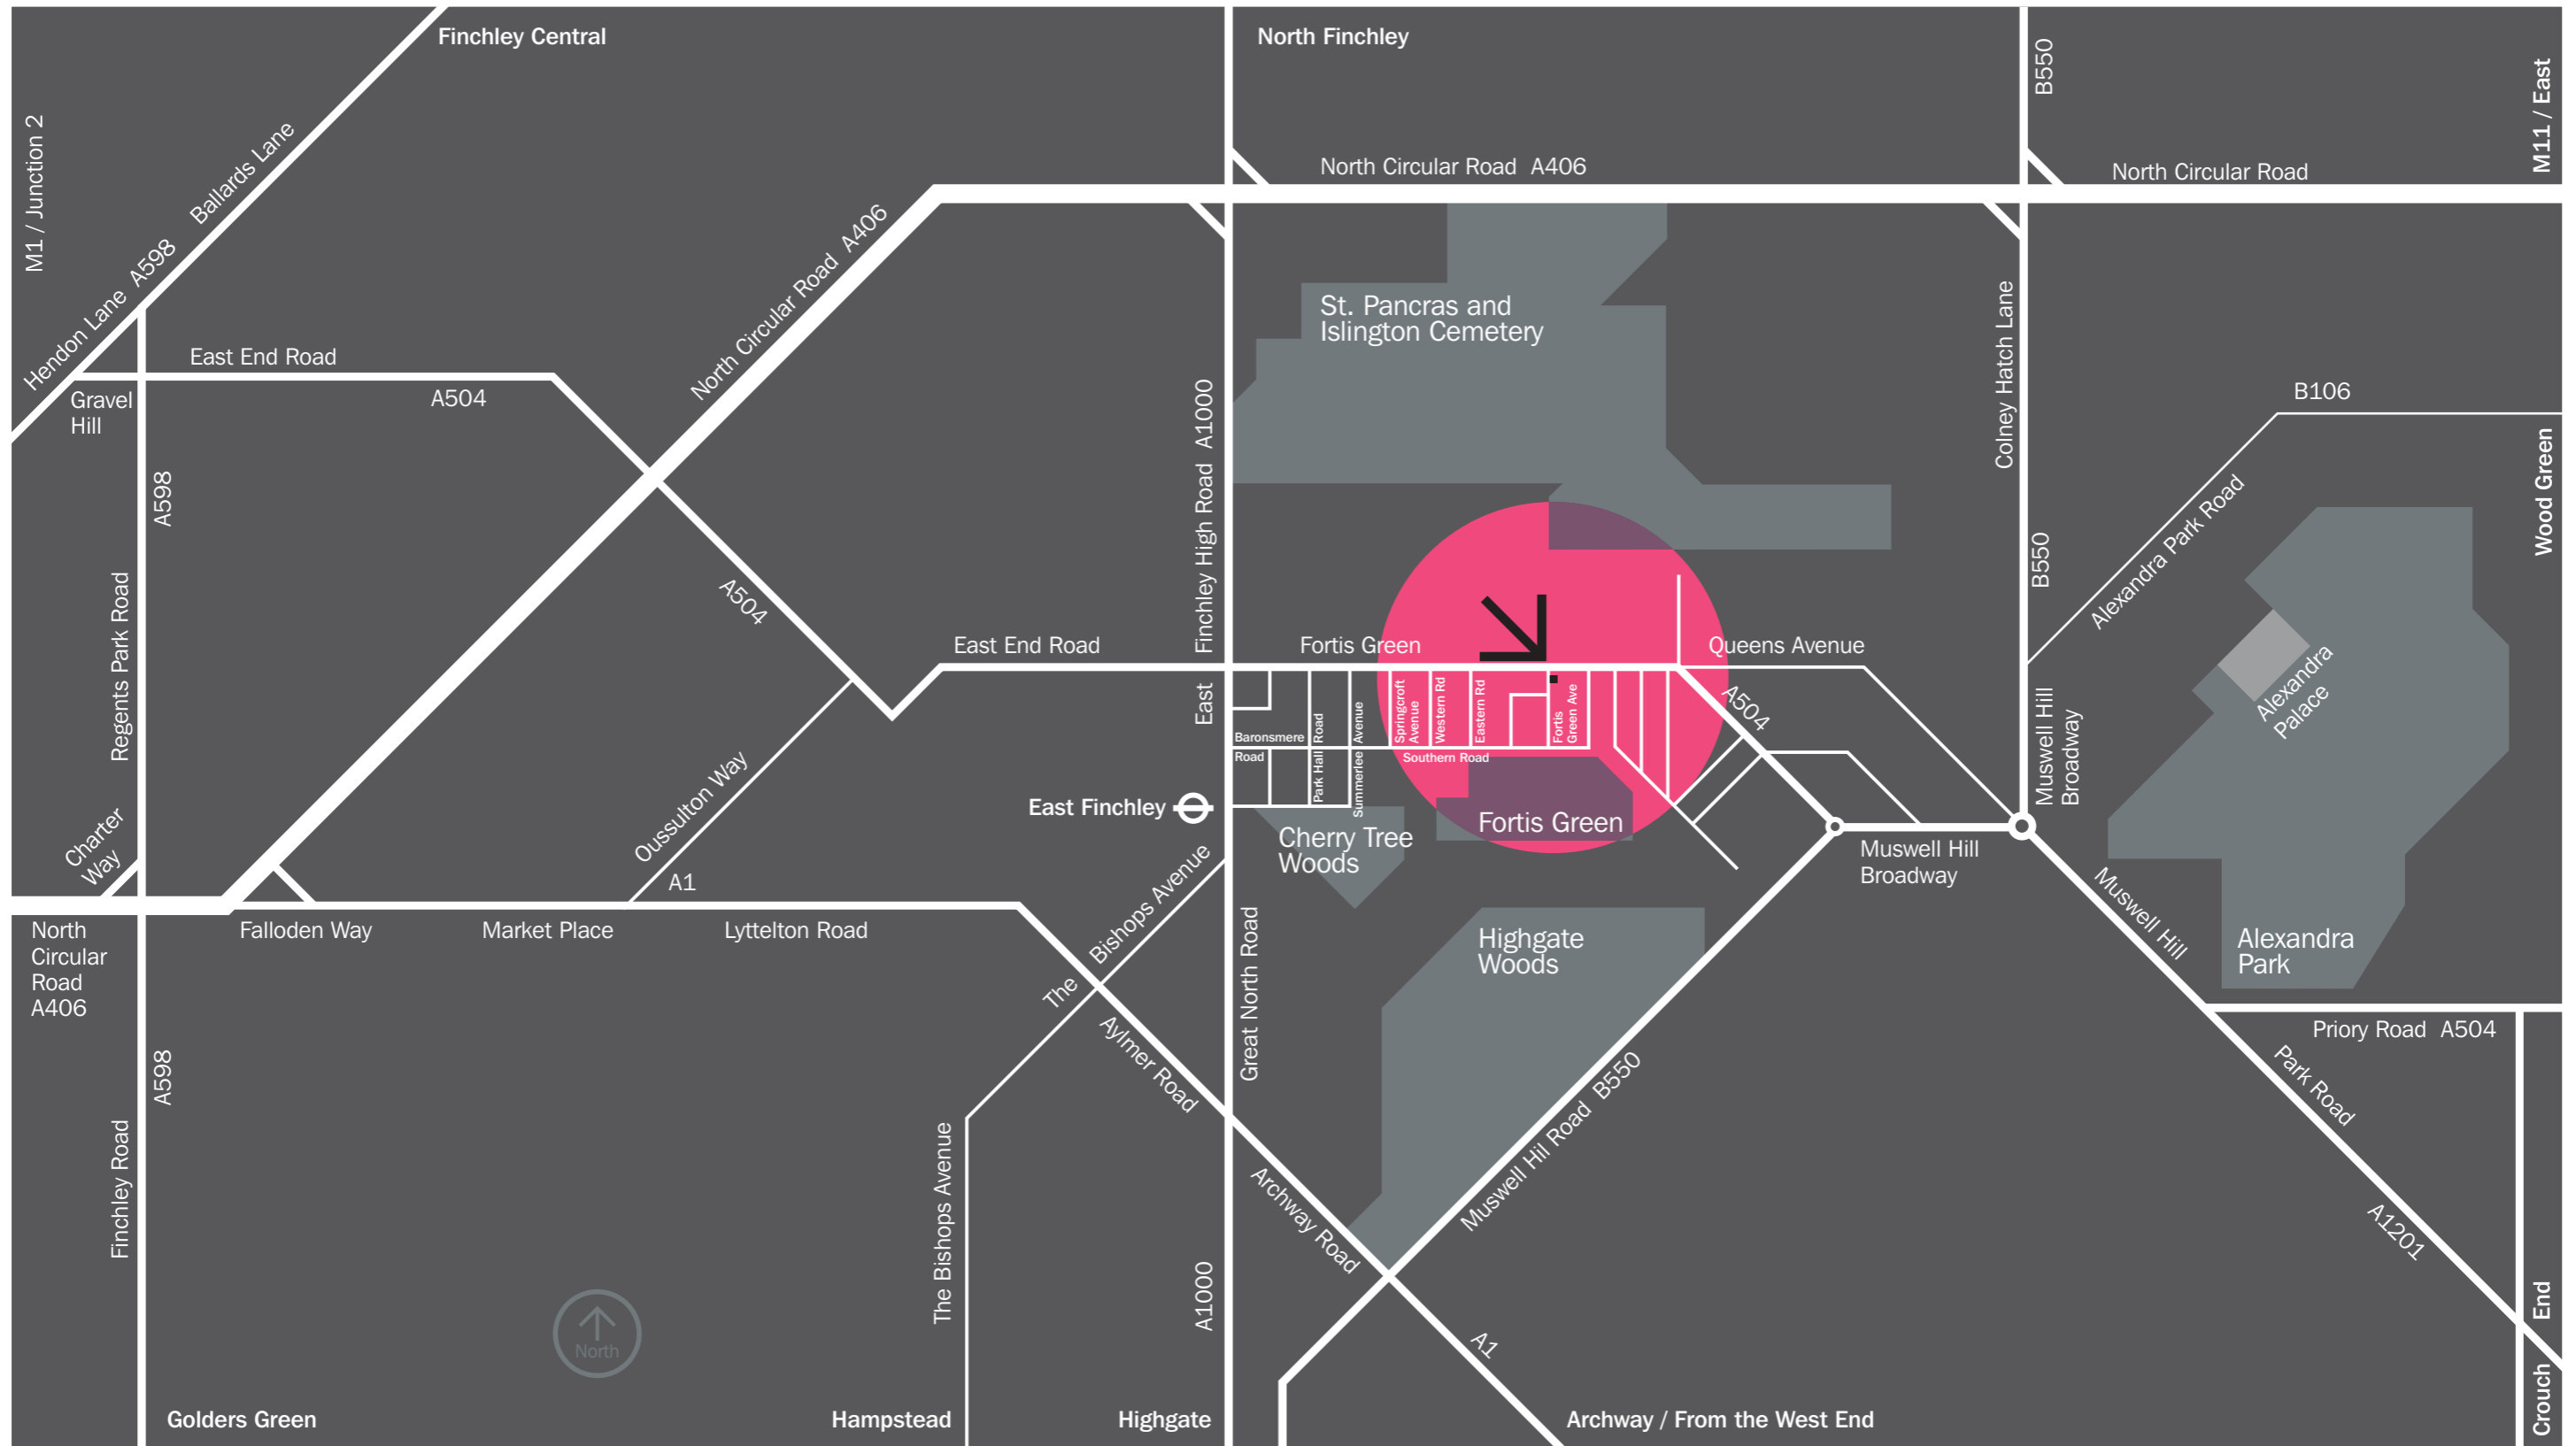 Finchley Central
North Finchley
B550
M11 / East
M1 / Junction 2
Ballards Lane
A598
Hendon Lane
North Circular Road A406
North Circular Road A406
North Circular Road
East End Road
Gravel
Hill
A504
A598
Regents Park Road
Charter
Way
St. Pancras and
Islington Cemetery
Finchley High Road A1000
East
Colney Hatch Lane
B550
B106
Alexandra Park Road
Wood Green
Alexandra
Palace
A504
East End Road
Fortis Green
Queens Avenue
A504
Muswell Hill
Broadway
Baronsmere
Road
Park Hall Road
Summerlee Avenue
Springcroft
Avenue
Western Rd
Eastern Rd
Fortis
Green Ave
Southern Road
Oussulton Way
East Finchley
Cherry Tree
Woods
Fortis Green
Muswell Hill
Broadway
A1
North
Circular
Road
A406
Falloden Way
Market Place
Lyttelton Road
The Bishops Avenue
Highgate
Woods
Muswell Hill
Alexandra
Park
Great North Road
Aylmer Road
Priory Road A504
Park Road
A598
Finchley Road
The Bishops Avenue
A1000
Archway Road
Muswell Hill Road B550
A1201
A1
North
Golders Green
Hampstead
Highgate
Archway / From the West End
Crouch End